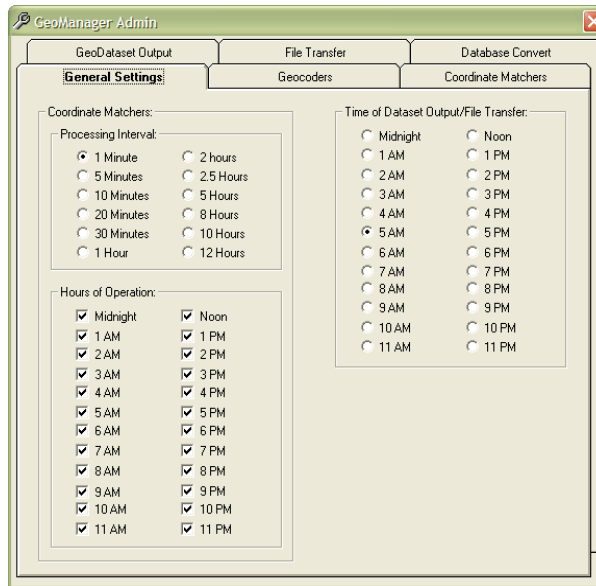 GeoManager Admin
GeoDataset Output File Transfer Database Convert
General Settings Geocoders Coordinate Matchers
Coordinate Matchers:
Processing Interval:
1 Minute 2 hours
5 Minutes 2.5 Hours
10 Minutes 5 Hours
20 Minutes 8 Hours
30 Minutes 10 Hours
1 Hour 12 Hours
Hours of Operation:
Midnight Noon
1 AM 1 PM
2 AM 2 PM
3 AM 3 PM
4 AM 4 PM
5 AM 5 PM
6 AM 6 PM
7 AM 7 PM
8 AM 8 PM
9 AM 9 PM
10 AM 10 PM
11 AM 11 PM
Time of Dataset Output/File Transfer:
Midnight Noon
1 AM 1 PM
2 AM 2 PM
3 AM 3 PM
4 AM 4 PM
5 AM 5 PM
6 AM 6 PM
7 AM 7 PM
8 AM 8 PM
9 AM 9 PM
10 AM 10 PM
11 AM 11 PM